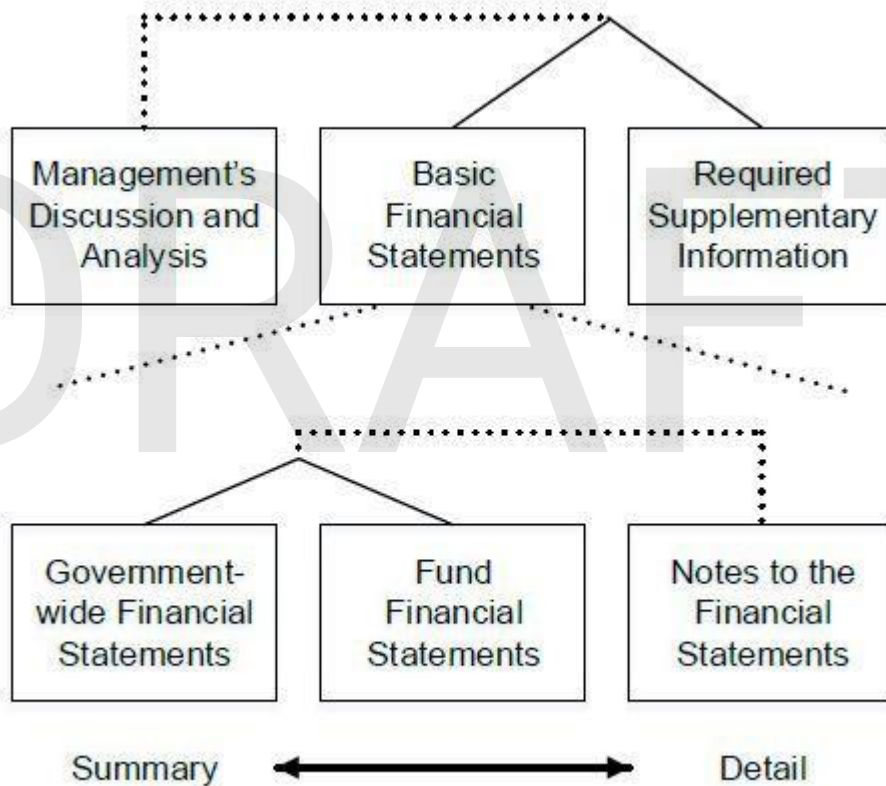 Management's
Discussion and
Analysis
Basic
Financial
Statements
Required
Supplementary
Information
DRAFT
Government-
wide Financial
Statements
Fund
Financial
Statements
Notes to the
Financial
Statements
Summary
Detail